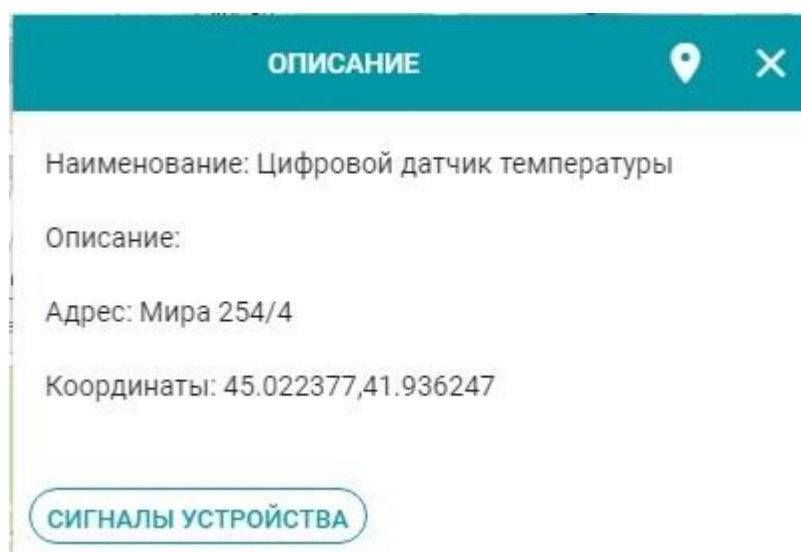 ОПИСАНИЕ
Наименование: Цифровой датчик температуры
Описание:
Адрес: Мира 254/4
Координаты: 45.022377,41.936247
СИГНАЛЫ УСТРОЙСТВА